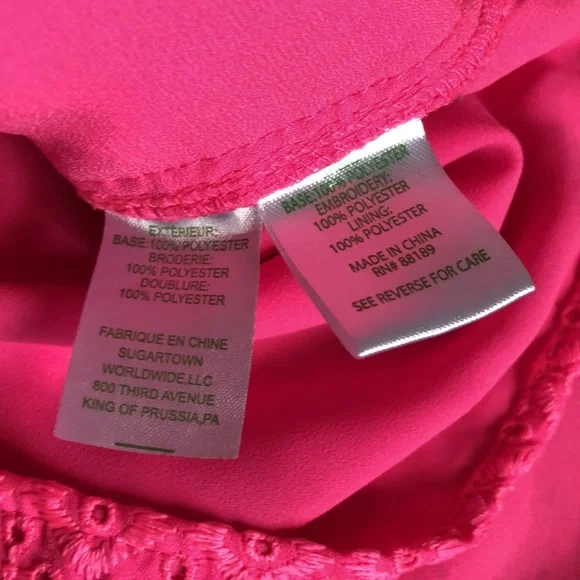 EXTERIEUR:
BASE:100% POLYESTER
BRODERIE:
100% POLYESTER
DOUBLURE:
100% POLYESTER
FABRIQUE EN CHINE
SUGARTOWN
WORLDWIDE,LLC
800 THIRD AVENUE
KING OF PRUSSIA,PA
BASE:100% POLYESTER
EMBROIDERY:
100% POLYESTER
LINING:
100% POLYESTER
MADE IN CHINA
RN# 88189
SEE REVERSE FOR CARE